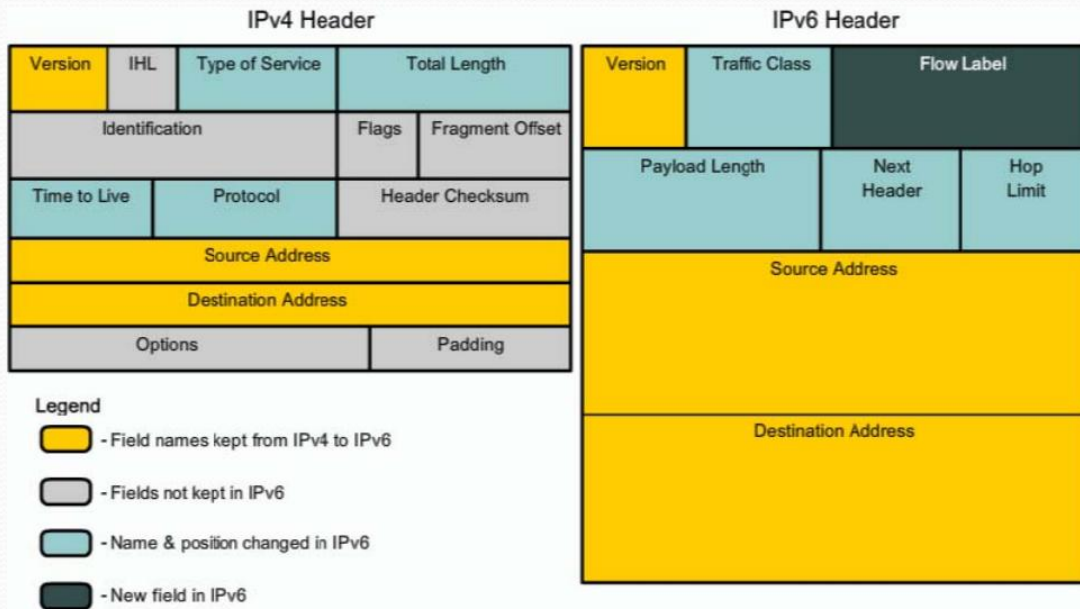 IPv4 Header
IPv6 Header
Version IHL Type of Service Total Length
Identification Flags Fragment Offset
Time to Live Protocol Header Checksum
Source Address
Destination Address
Options Padding
Version Traffic Class Flow Label
Payload Length Next Header Hop Limit
Source Address
Destination Address
Legend
- Field names kept from IPv4 to IPv6
- Fields not kept in IPv6
- Name & position changed in IPv6
- New field in IPv6